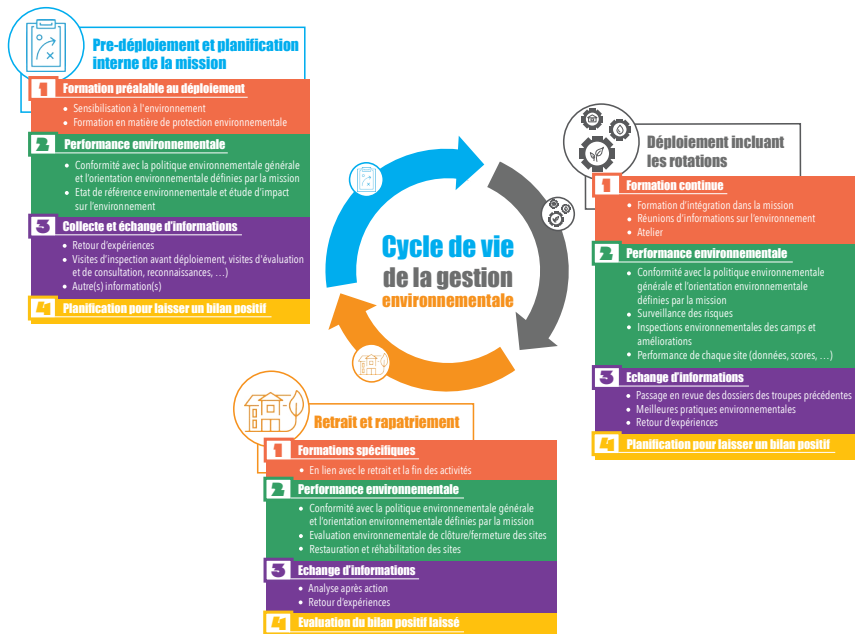 Pre-déploiement et planification
interne de la mission
1 Formation préalable au déploiement
• Sensibilisation à l'environnement
• Formation en matière de protection environnementale
2 Performance environnementale
• Conformité avec la politique environnementale générale
et l'orientation environnementale définies par la mission
• Etat de référence environnementale et étude d'impact
sur l'environnement
3 Collecte et échange d'informations
• Retour d'expériences
• Visites d'inspection avant déploiement, visites d'évaluation
et de consultation, reconnaissances, …)
• Autre(s) information(s)
4 Planification pour laisser un bilan positif
Cycle de vie
de la gestion
environnementale
Déploiement incluant
les rotations
1 Formation continue
• Formation d'intégration dans la mission
• Réunions d'informations sur l'environnement
• Atelier
2 Performance environnementale
• Conformité avec la politique environnementale
générale et l'orientation environnementale
définies par la mission
• Surveillance des risques
• Inspections environnementales des camps et
améliorations
• Performance de chaque site (données, scores, …)
3 Echange d'informations
• Passage en revue des dossiers des troupes précédentes
• Meilleures pratiques environnementales
• Retour d'expériences
4 Planification pour laisser un bilan positif
Retrait et rapatriement
1 Formations spécifiques
• En lien avec le retrait et la fin des activités
2 Performance environnementale
• Conformité avec la politique environnementale générale
et l'orientation environnementale définies par la mission
• Evaluation environnementale de clôture/fermeture des sites
• Restauration et réhabilitation des sites
3 Echange d'informations
• Analyse après action
• Retour d'expériences
4 Evaluation du bilan positif laissé